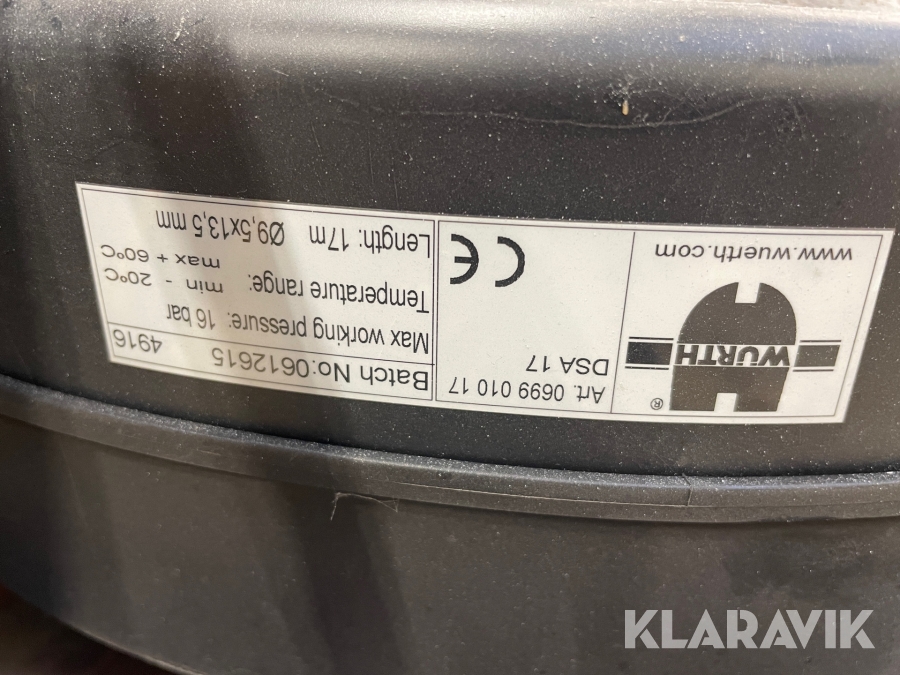 ®
WÜRTH
www.wuerth.com
Art. 0699 010 17
DSA 17
CE
Batch No:0612615 4916
Max working pressure: 16 bar
Temperature range: min - 20°C
max + 60°C
Length: 17m Ø9,5x13,5 mm
KLARAVIK